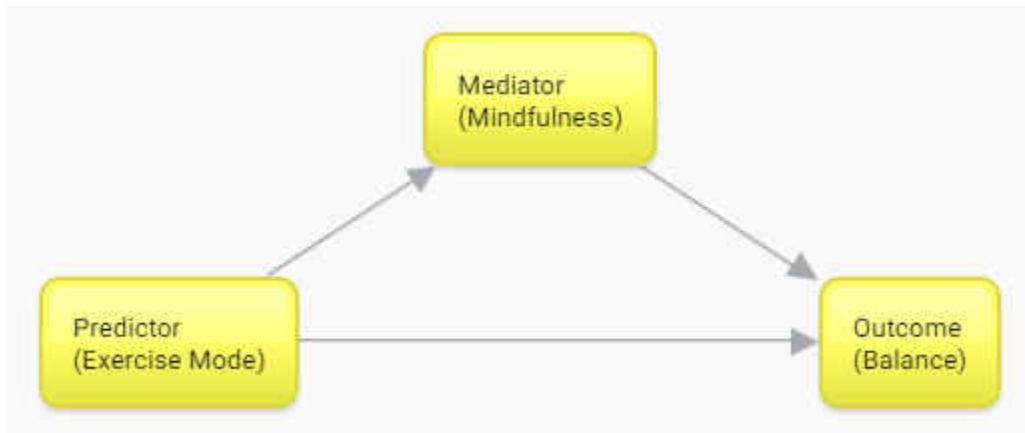 Mediator
(Mindfulness)
Predictor
(Exercise Mode)
Outcome
(Balance)